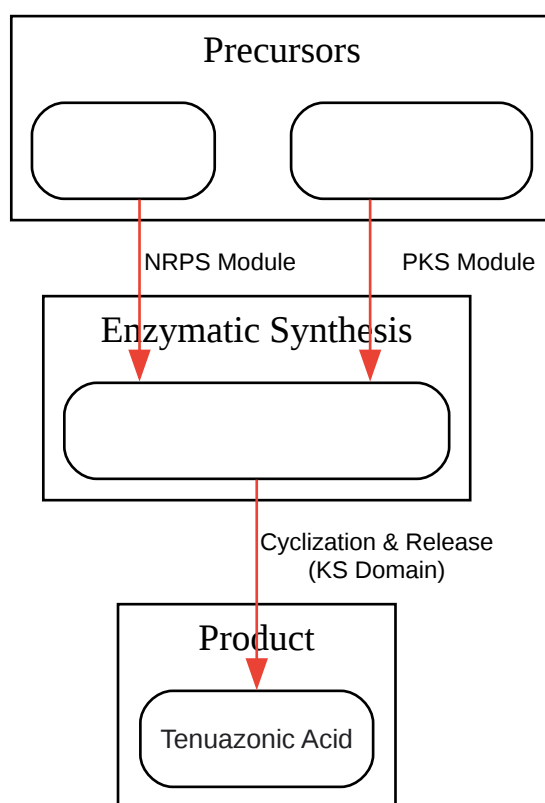 Precursors
NRPS Module
PKS Module
Enzymatic Synthesis
Cyclization & Release
(KS Domain)
Product
Tenuazonic Acid